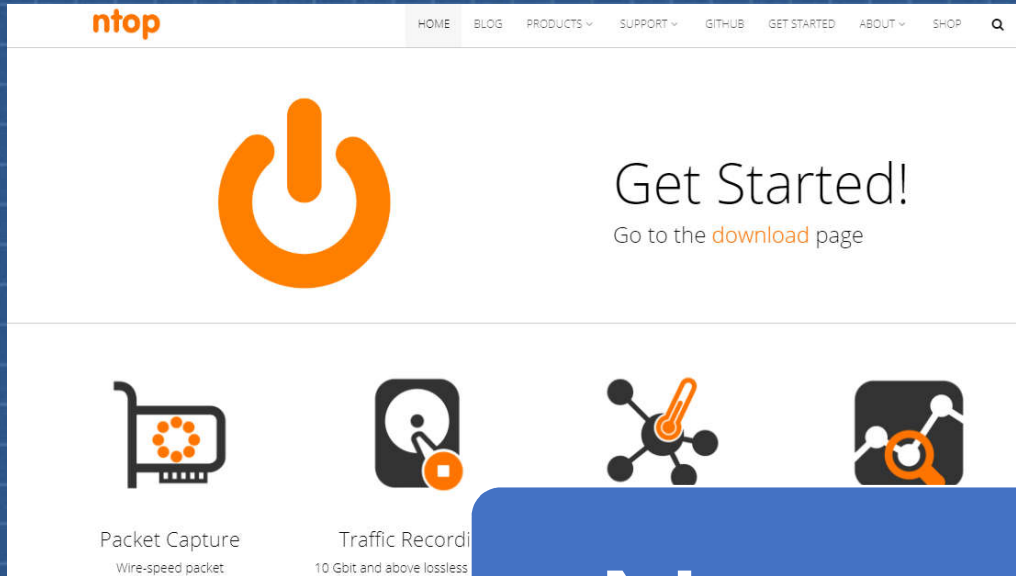 ntop
HOME BLOG PRODUCTS SUPPORT GITHUB GET STARTED ABOUT SHOP
Get Started!
Go to the download page
Packet Capture
Traffic Recordi
Wire-speed packet
10 Gbit and above lossless